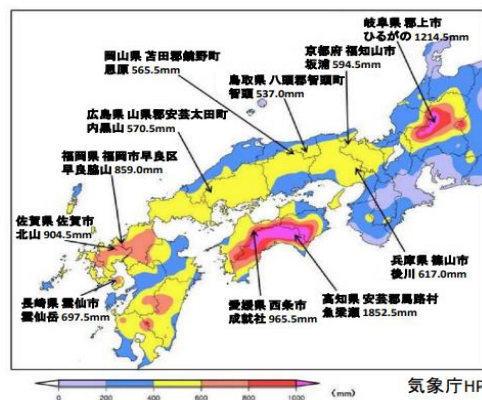 岐阜県 郡上市
ひるがの 1214.5mm
京都府 福知山市
坂浦 594.5mm
岡山県 苫田郡鏡野町
恩原 565.5mm
鳥取県 八頭郡智頭町
智頭 537.0mm
広島県 山県郡安芸太田町
内黒山 570.5mm
福岡県 福岡市早良区
早良脇山 859.0mm
佐賀県 佐賀市
北山 904.5mm
長崎県 雲仙市
雲仙岳 697.5mm
愛媛県 西条市
成就社 965.5mm
高知県 安芸郡馬路村
魚梁瀬 1852.5mm
兵庫県 篠山市
後川 617.0mm
0 200 400 600 800 1000 (mm)
気象庁HP